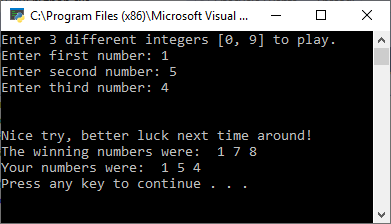 C:\Program Files (x86)\Microsoft Visual ...
Enter 3 different integers [0, 9] to play.
Enter first number: 1
Enter second number: 5
Enter third number: 4
Nice try, better luck next time around!
The winning numbers were:  1 7 8
Your numbers were:  1 5 4
Press any key to continue . . .